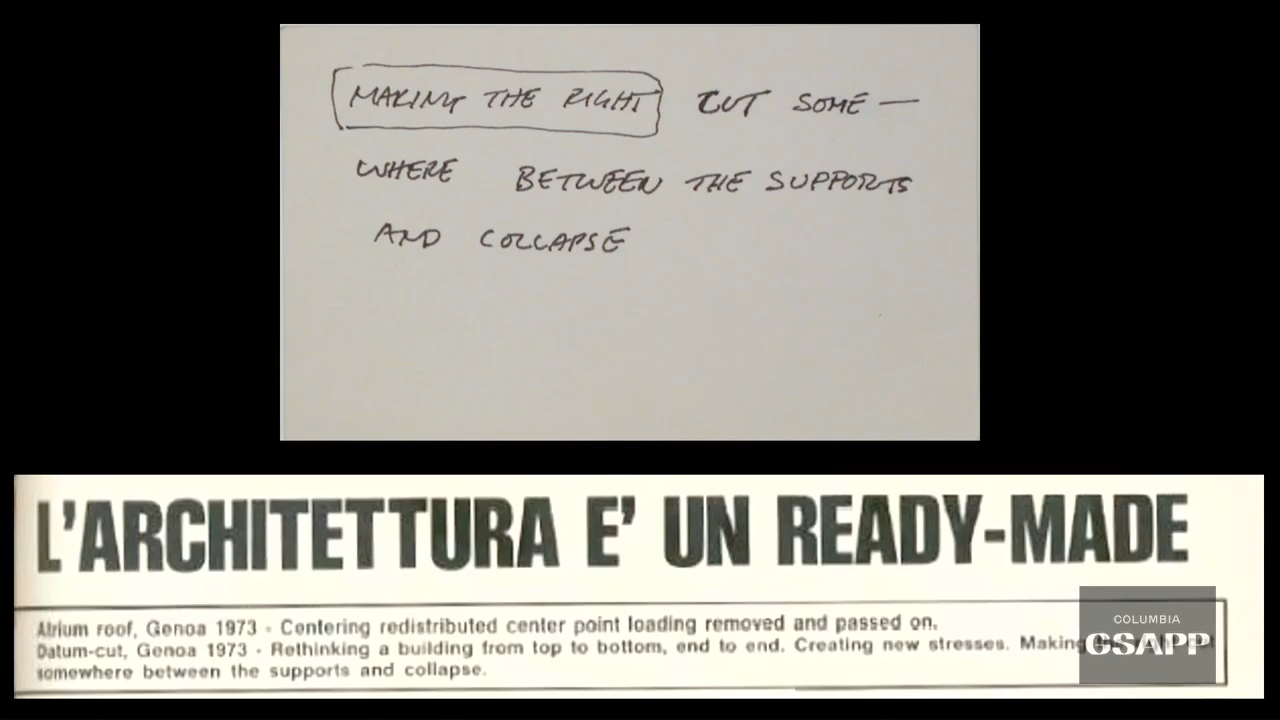 MAKING THE RIGHT CUT SOME—
WHERE BETWEEN THE SUPPORTS
AND COLLAPSE
L'ARCHITETTURA E' UN READY-MADE
Atrium roof, Genoa 1973 - Centering redistributed center point loading removed and passed on.
Datum-cut, Genoa 1973 - Rethinking a building from top to bottom, end to end. Creating new stresses. Making
somewhere between the supports and collapse.
COLUMBIA
GSAPP